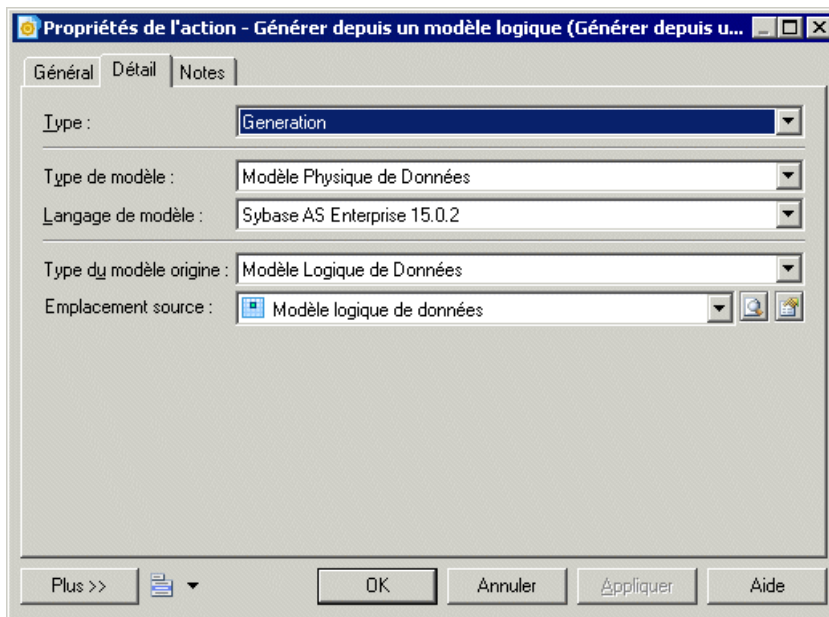 Propriétés de l'action - Générer depuis un modèle logique (Générer depuis u...
Général Détail Notes
Type : Generation
Type de modèle : Modèle Physique de Données
Langage de modèle : Sybase AS Enterprise 15.0.2
Type du modèle origine : Modèle Logique de Données
Emplacement source : Modèle logique de données
Plus >> OK Annuler Appliquer Aide